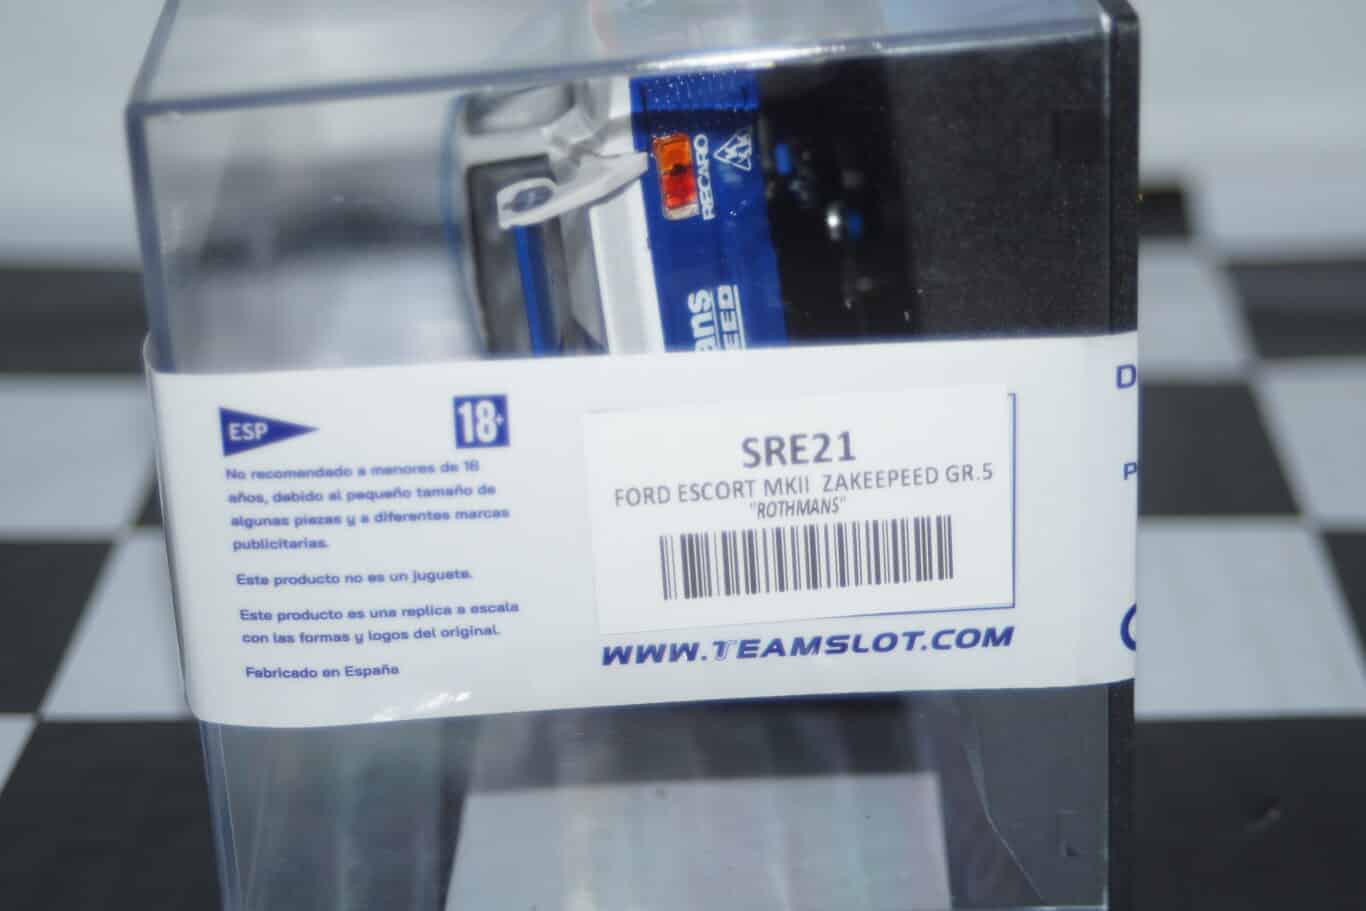 RECARO
ans
EED
ESP
18+
No recomendado a menores de 18
años, debido al pequeño tamaño de
algunas piezas y a diferentes marcas
publicitarias.
Este producto no es un juguete.
Este producto es una replica a escala
con las formas y logos del original.
Fabricado en España
SRE21
FORD ESCORT MKII ZAKEEPEED GR.5
"ROTHMANS"
WWW.TEAMSLOT.COM
D
P